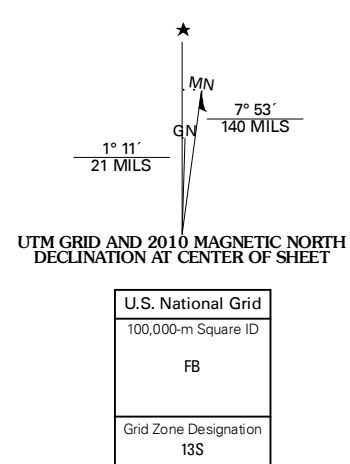 MN
7° 53´
140 MILS
GN
1° 11´
21 MILS
UTM GRID AND 2010 MAGNETIC NORTH
DECLINATION AT CENTER OF SHEET
U.S. National Grid
100,000-m Square ID
FB
Grid Zone Designation
13S